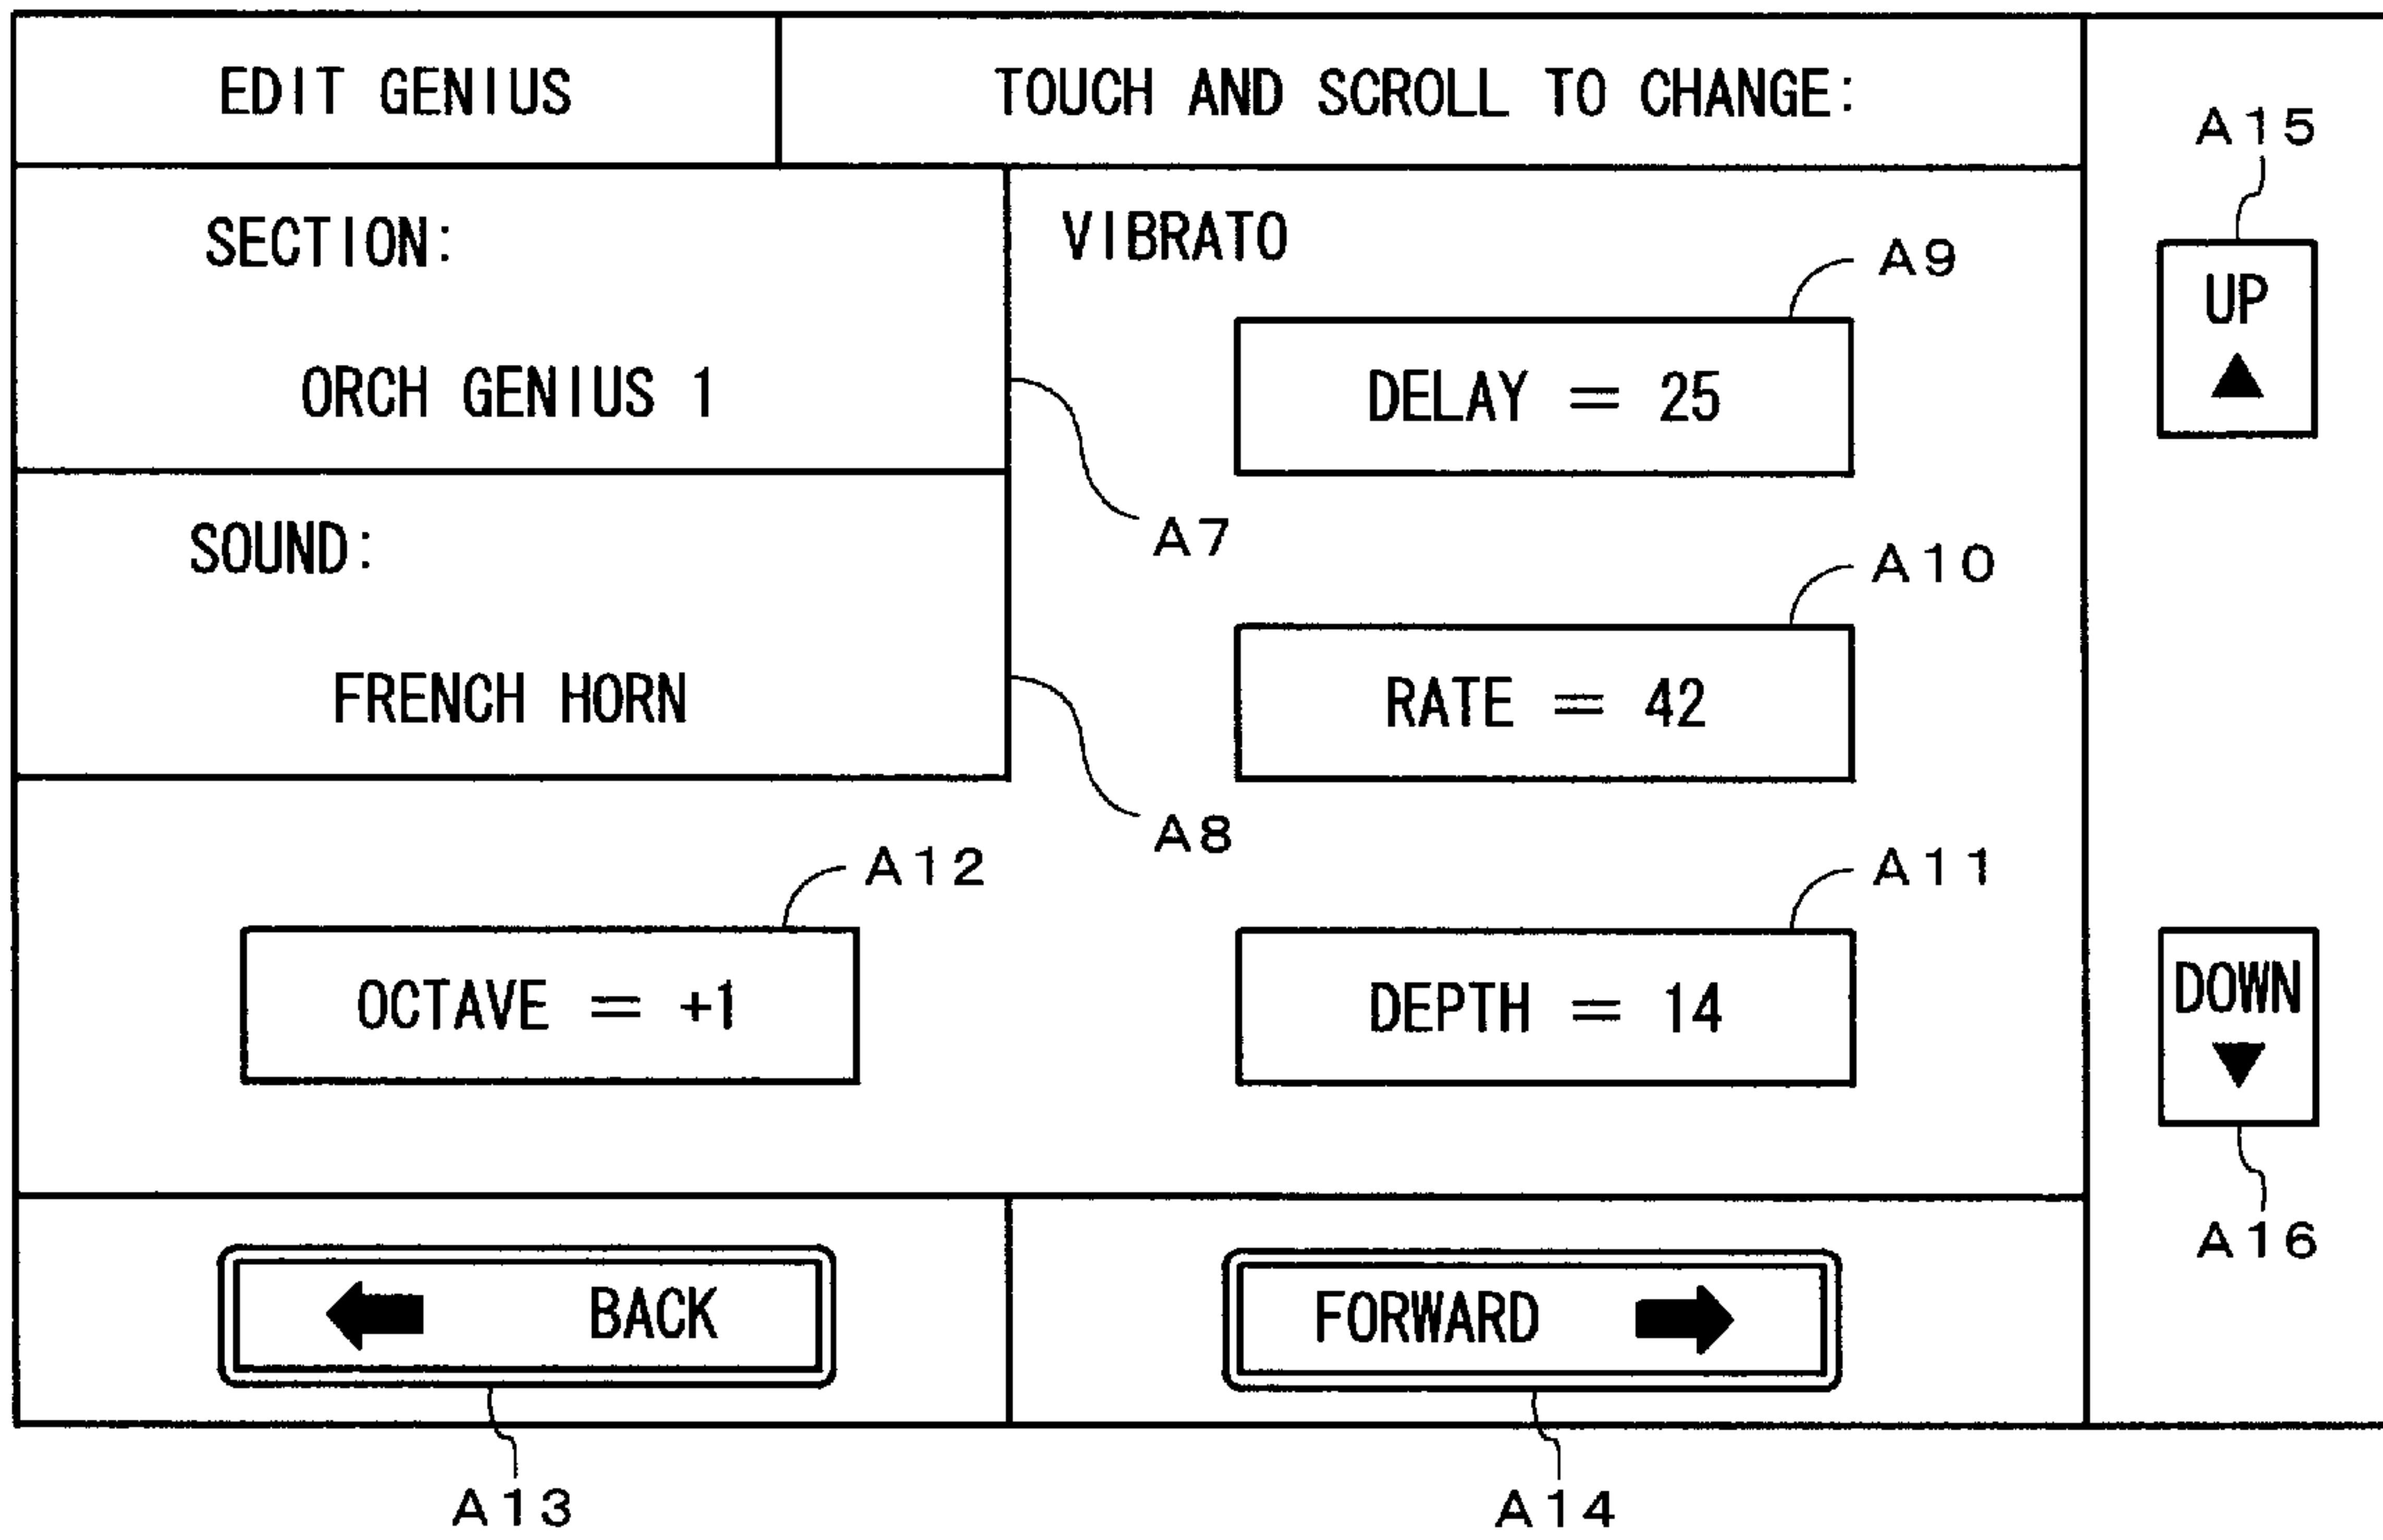 EDIT GENIUS
TOUCH AND SCROLL TO CHANGE:
SECTION:
ORCH GENIUS 1
A7
SOUND:
FRENCH HORN
A8
VIBRATO
A9
DELAY = 25
A10
RATE = 42
A12
OCTAVE = +1
A11
DEPTH = 14
A15
UP
DOWN
A16
BACK
A13
FORWARD
A14